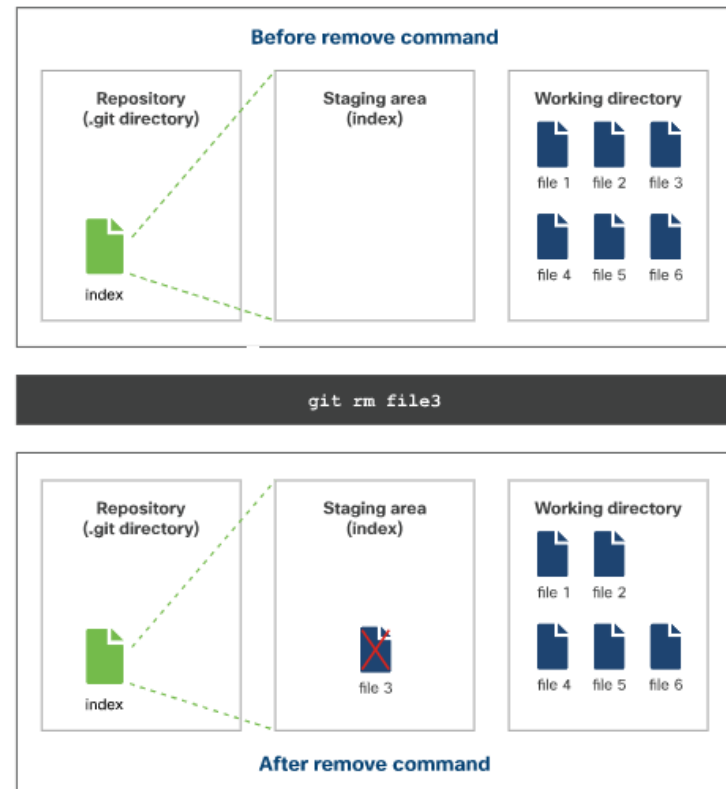 Before remove command
Repository
(.git directory)
Staging area
(index)
Working directory
file 1 file 2 file 3
index
file 4 file 5 file 6
git rm file3
Repository
(.git directory)
Staging area
(index)
Working directory
file 1 file 2
index
file 3
file 4 file 5 file 6
After remove command